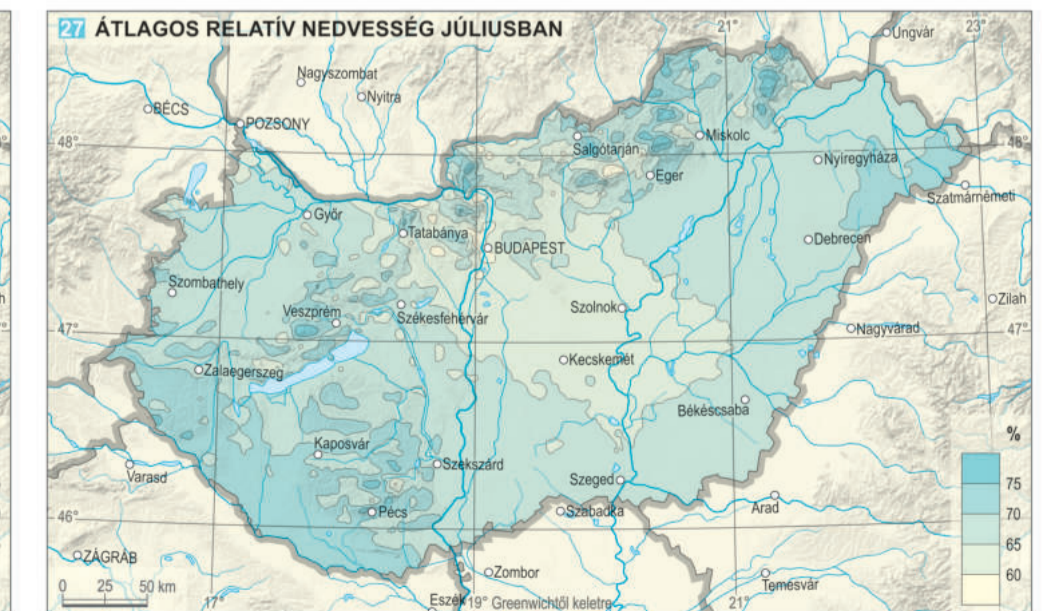 27 ÁTLAGOS RELATÍV NEDVESSÉG JÚLIUSBAN
21°
23°
Ungvár
Nagyszombat
Nyitra
BÉCS
POZSONY
48°
48°
Salgótarján
Miskolc
Nyíregyháza
Eger
Szatmárnémeti
Győr
Tatabánya
BUDAPEST
Debrecen
Szombathely
Veszprém
Székesfehérvár
Szolnok
Zilah
47°
47°
Nagyvárad
Kecskemét
Zalaegerszeg
Békéscsaba
Kaposvár
Szekszárd
%
Varasd
Szeged
75
Pécs
Szabadka
Arad
70
46°
65
ZÁGRÁB
60
Zombor
Temesvár
0 25 50 km
17°
Eszék
19° Greenwichtől keletre
21°